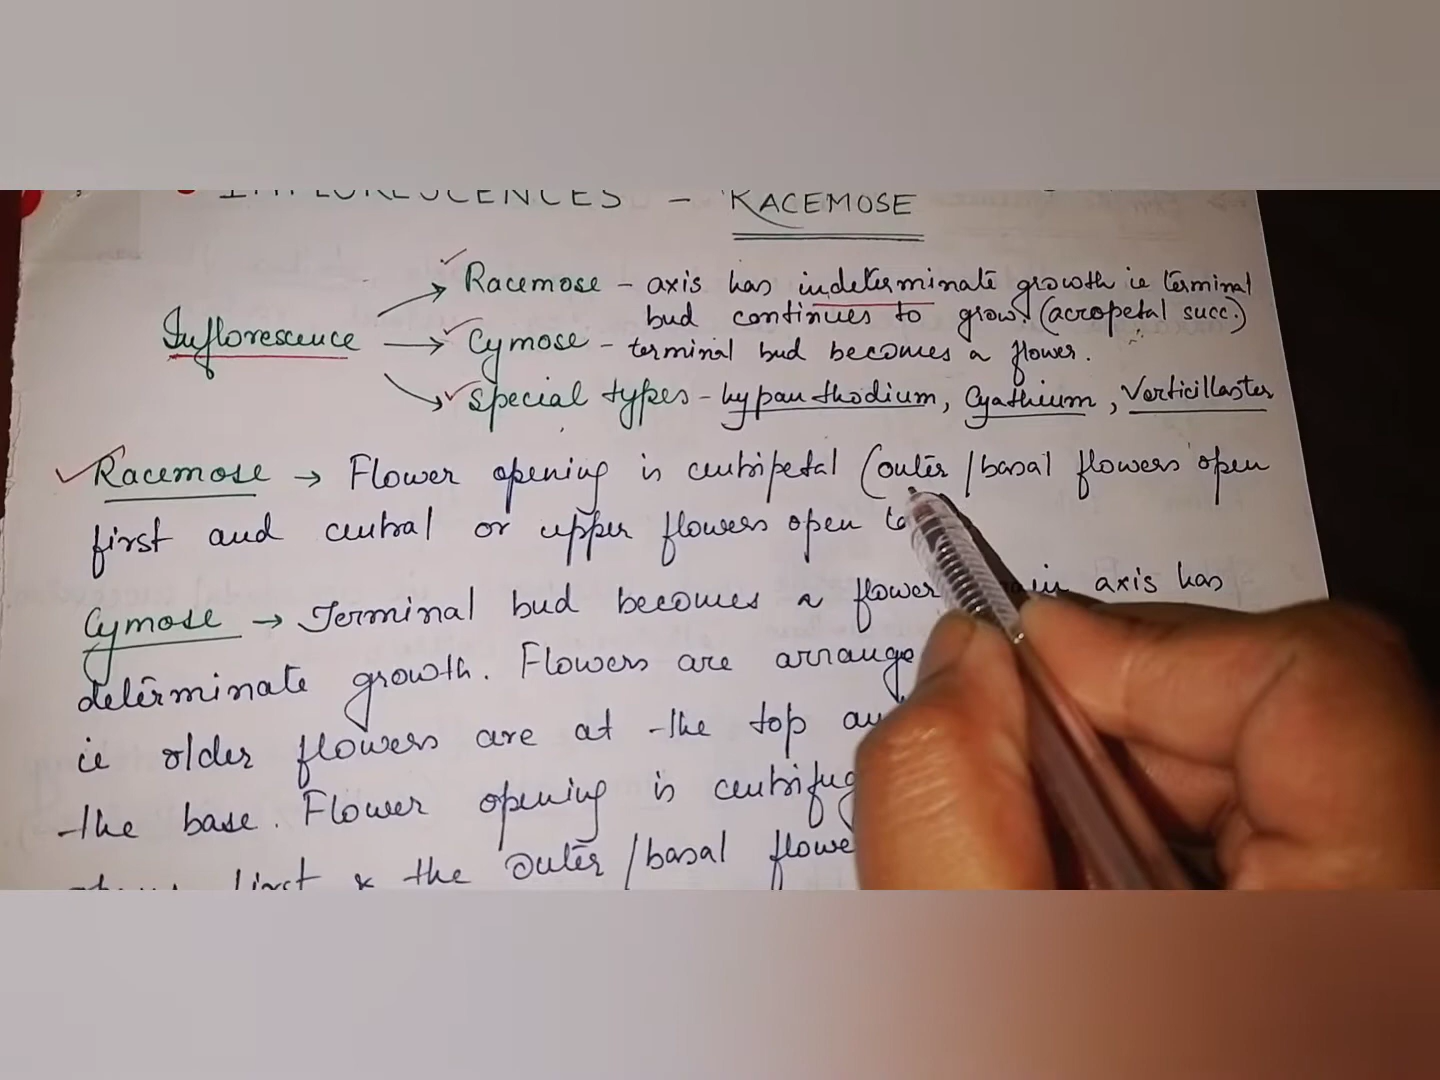 INFLORESCENCES - RACEMOSE
Racemose - axis has indeterminate growth ie terminal
bud continues to grow. (acropetal succ.)
Inflorescence
Cymose - terminal bud becomes a flower.
Special types - hypanthodium, Cyathium, Verticillaster
Racemose → Flower opening is centripetal (outer/basal flowers open
first and central or upper flowers open
Cymose → Terminal bud becomes a flower axis has
determinate growth. Flowers are
ie older flowers are at the top
the base. Flower opening is
first & the outer/basal